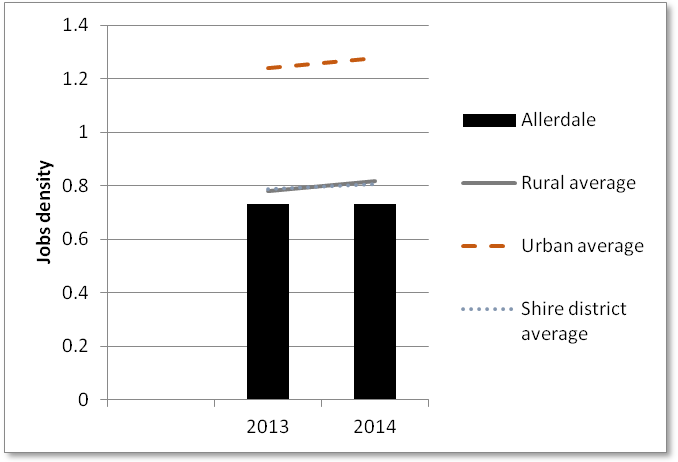 1.4
1.2
1
0.8
0.6
0.4
0.2
0
Jobs density
2013
2014
Allerdale
Rural average
Urban average
Shire district
average